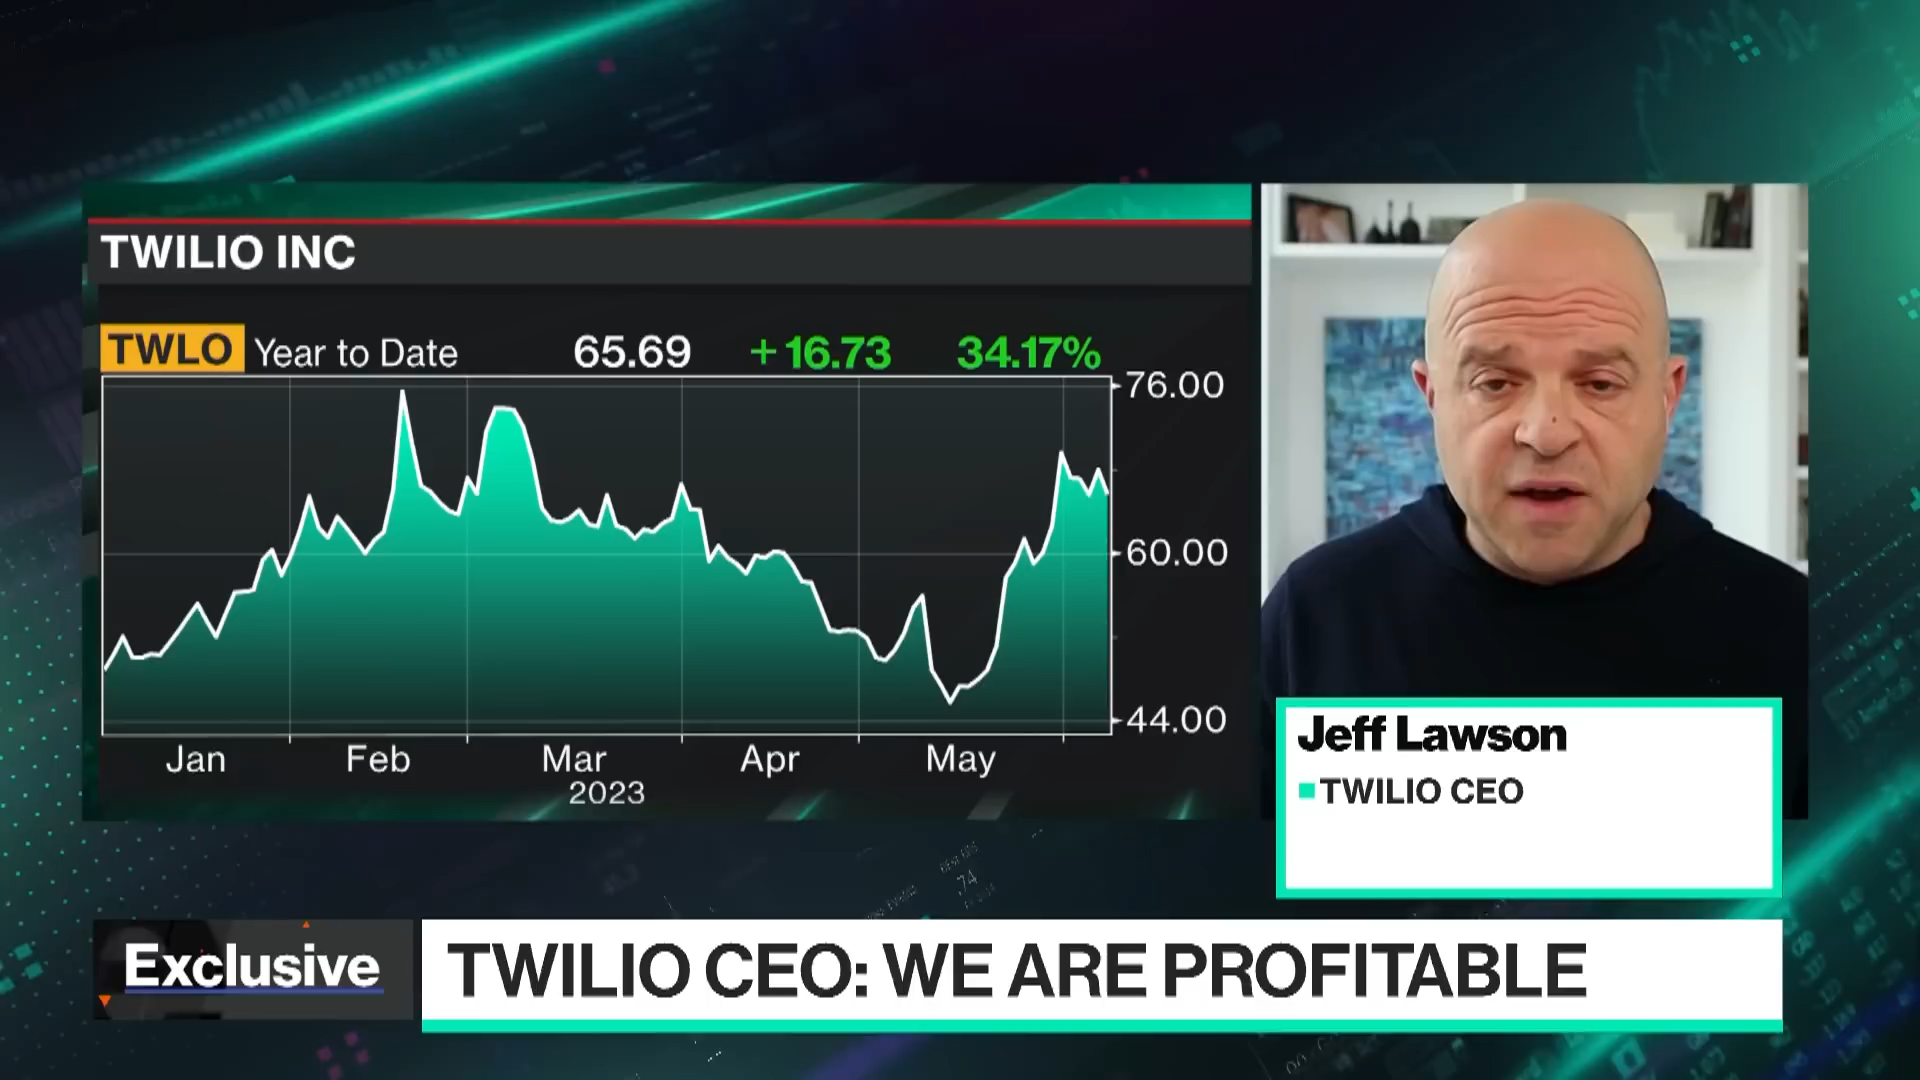 TWILIO INC
TWLO Year to Date 65.69 +16.73 34.17%
76.00
60.00
44.00
Jan Feb Mar Apr May
2023
Jeff Lawson
TWILIO CEO
Exclusive
TWILIO CEO: WE ARE PROFITABLE